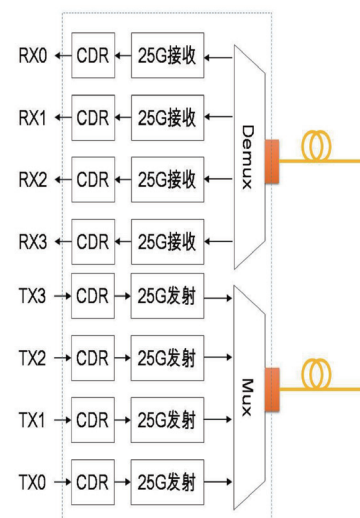 RX0 CDR 25G接收
RX1 CDR 25G接收
RX2 CDR 25G接收
RX3 CDR 25G接收
Demux
TX3 CDR 25G发射
TX2 CDR 25G发射
TX1 CDR 25G发射
TX0 CDR 25G发射
Mux